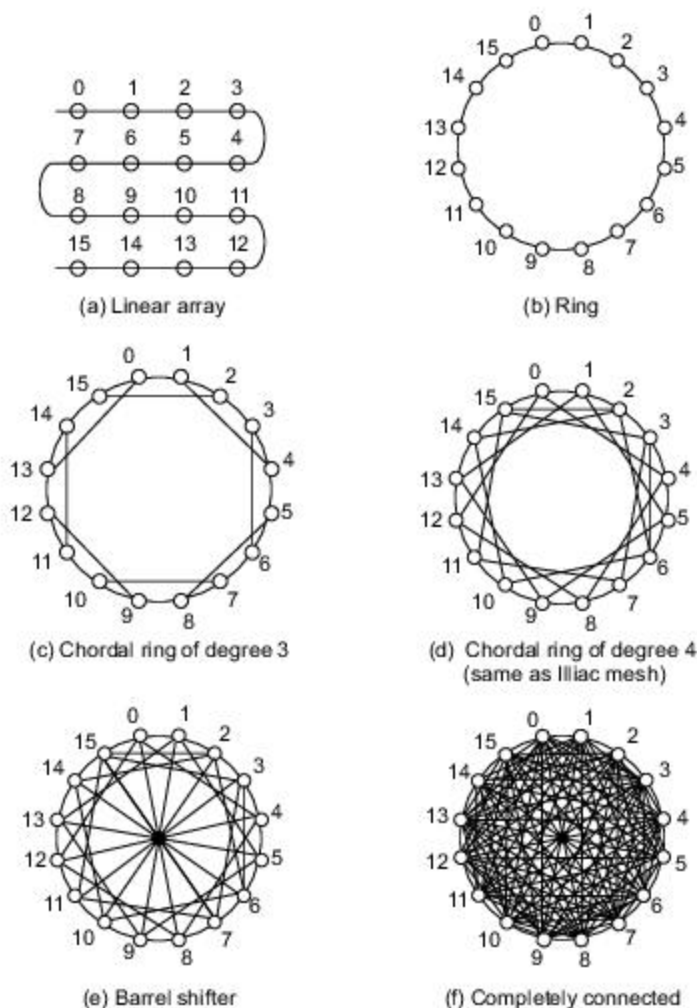 0 1 2 3
7 6 5 4
8 9 10 11
15 14 13 12
(a) Linear array
0 1 2 3 4 5 6 7 8 9 10 11 12 13 14 15
(b) Ring
0 1 2 3 4 5 6 7 8 9 10 11 12 13 14 15
(c) Chordal ring of degree 3
0 1 2 3 4 5 6 7 8 9 10 11 12 13 14 15
(d) Chordal ring of degree 4
(same as Illiac mesh)
0 1 2 3 4 5 6 7 8 9 10 11 12 13 14 15
(e) Barrel shifter
0 1 2 3 4 5 6 7 8 9 10 11 12 13 14 15
(f) Completely connected